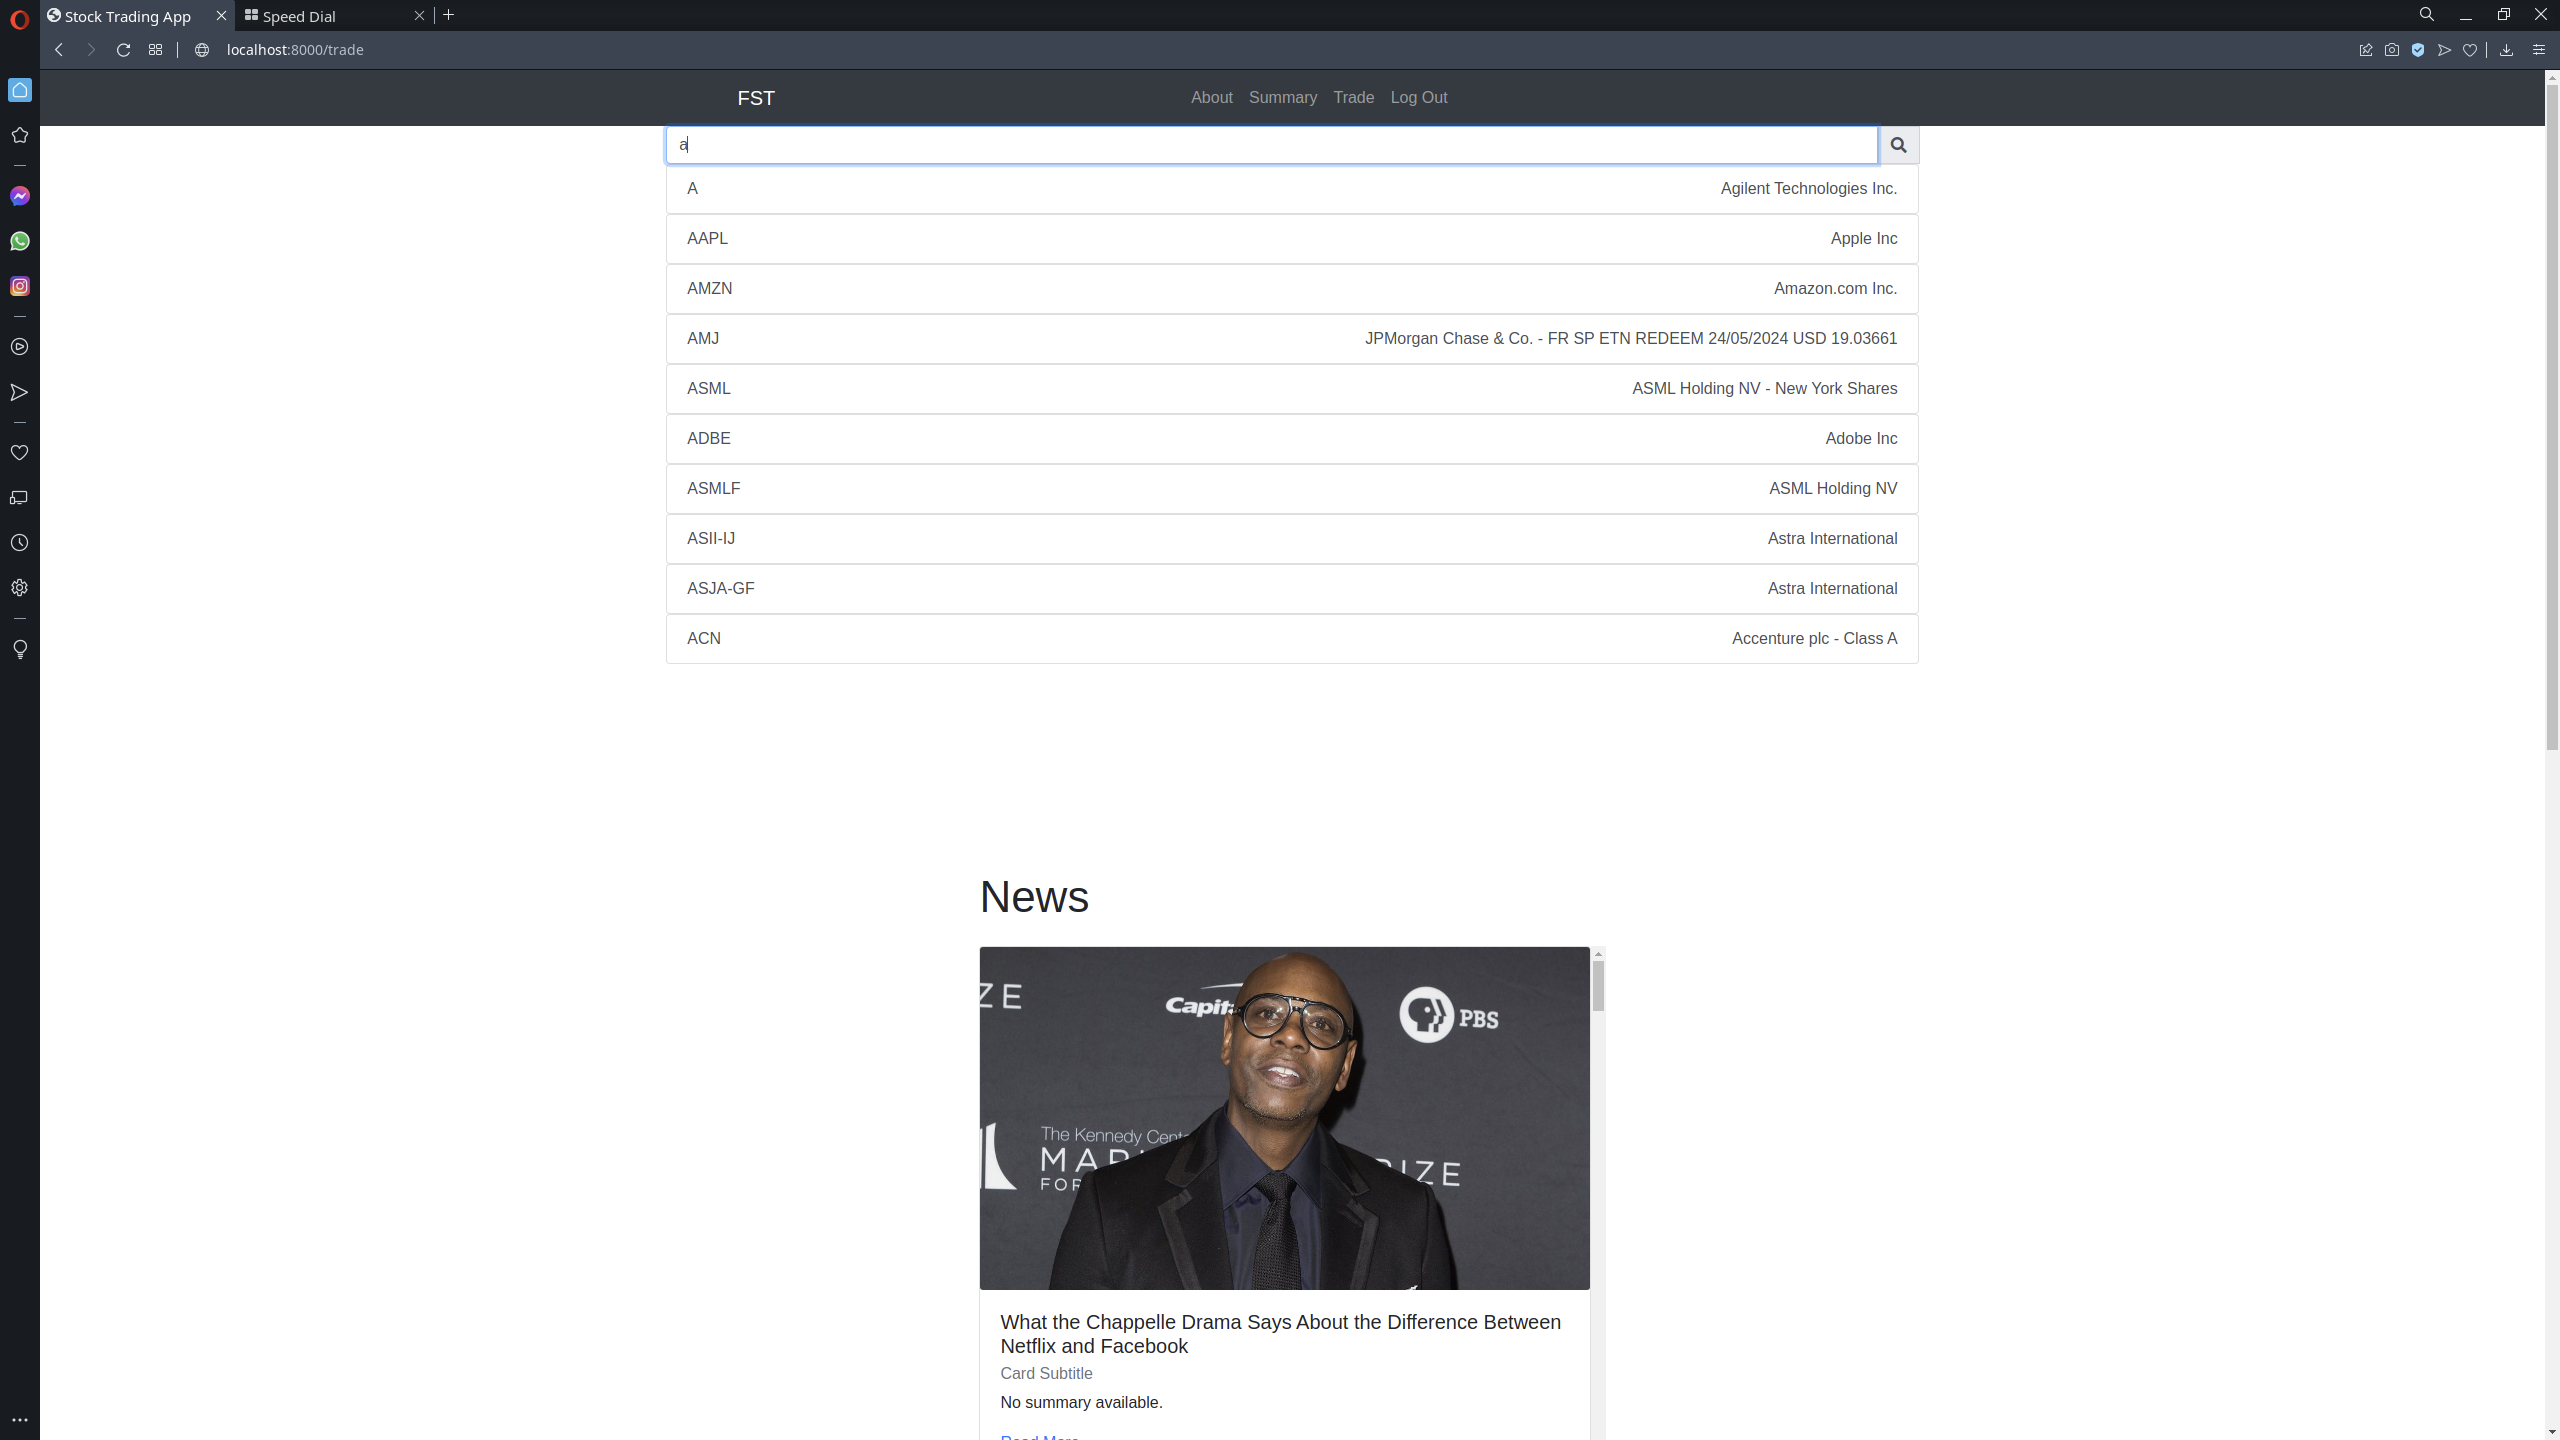 Stock Trading App
Speed Dial
localhost:8000/trade
FST
About Summary Trade Log Out
a
A Agilent Technologies Inc.
AAPL Apple Inc
AMZN Amazon.com Inc.
AMJ JPMorgan Chase & Co. - FR SP ETN REDEEM 24/05/2024 USD 19.03661
ASML ASML Holding NV - New York Shares
ADBE Adobe Inc
ASMLF ASML Holding NV
ASII-IJ Astra International
ASJA-GF Astra International
ACN Accenture plc - Class A
News
ZE
Capit
PBS
The Kennedy Cent
MAR
RIZE
FOR
What the Chappelle Drama Says About the Difference Between
Netflix and Facebook
Card Subtitle
No summary available.
Read More